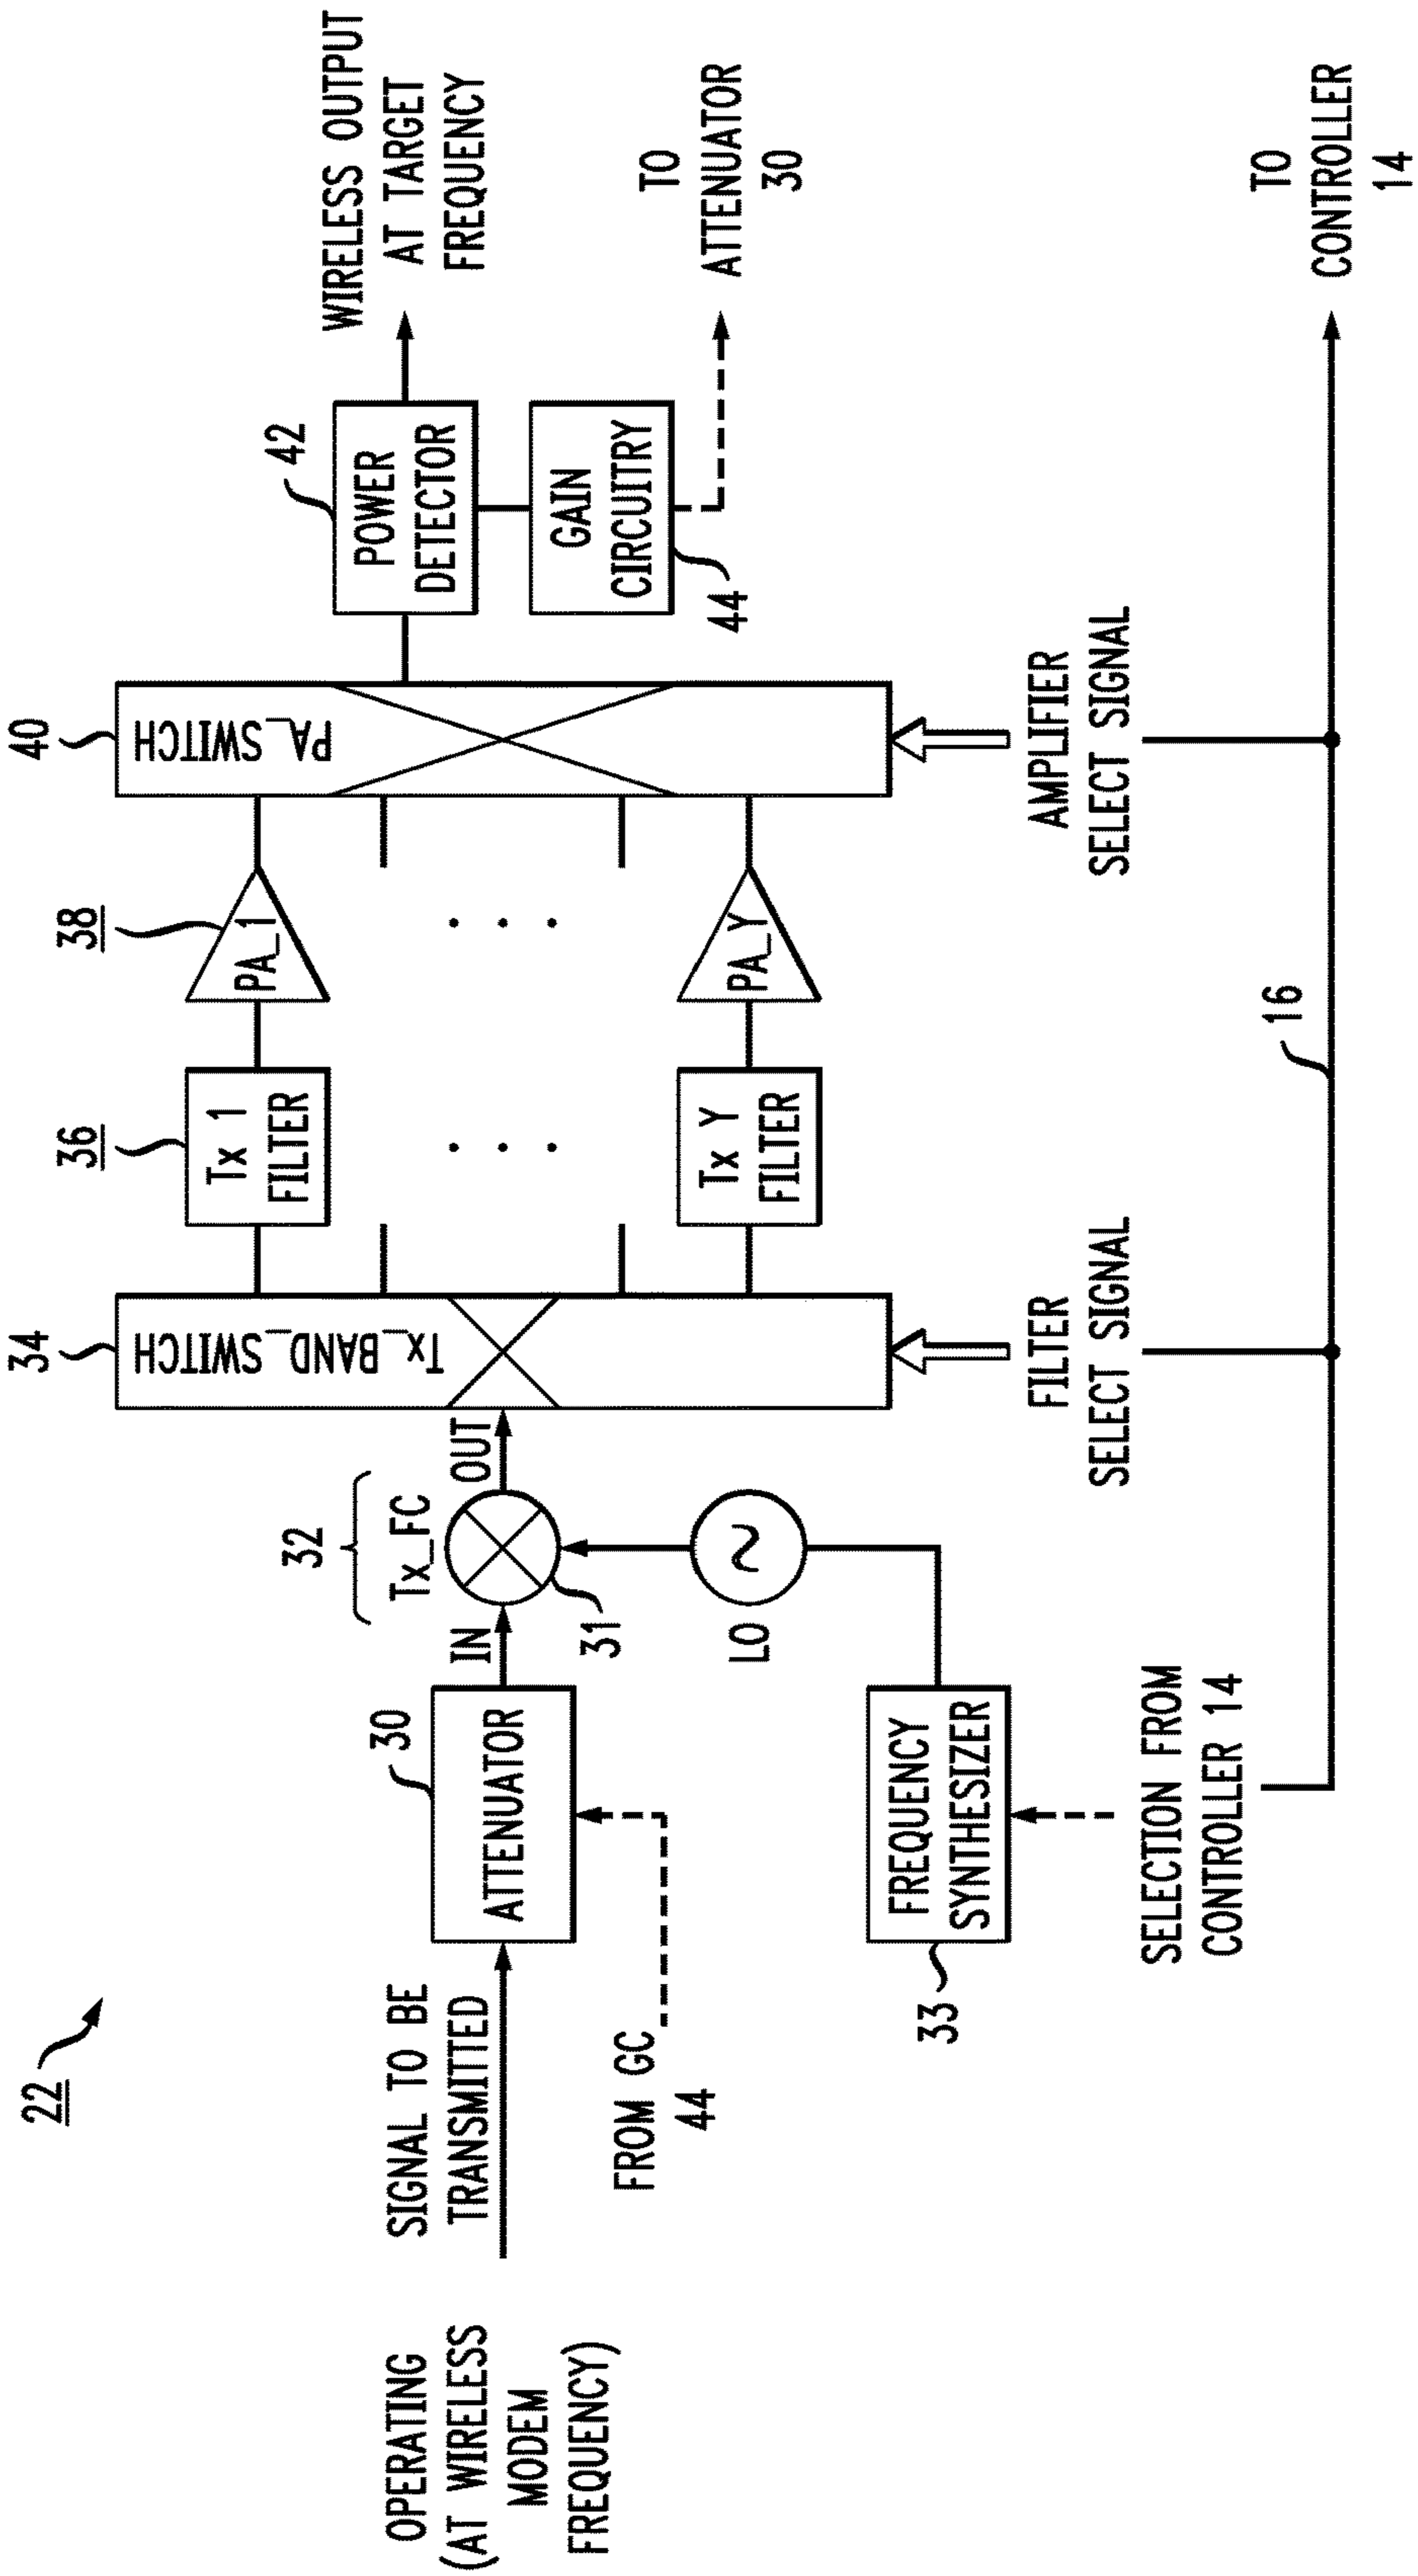 22
OPERATING
(AT WIRELESS
MODEM
FREQUENCY)
SIGNAL TO BE
TRANSMITTED
FROM GC
44
30
ATTENUATOR
IN
32
Tx_FC
OUT
31
LO
33
FREQUENCY
SYNTHESIZER
SELECTION FROM
CONTROLLER 14
34
Tx_BAND_SWITCH
FILTER
SELECT SIGNAL
36
Tx 1
FILTER
. . .
Tx Y
FILTER
38
PA_1
. . .
PA_Y
16
40
PA_SWITCH
AMPLIFIER
SELECT SIGNAL
42
POWER
DETECTOR
GAIN
CIRCUITRY
44
WIRELESS OUTPUT
AT TARGET
FREQUENCY
TO
ATTENUATOR
30
TO
CONTROLLER
14